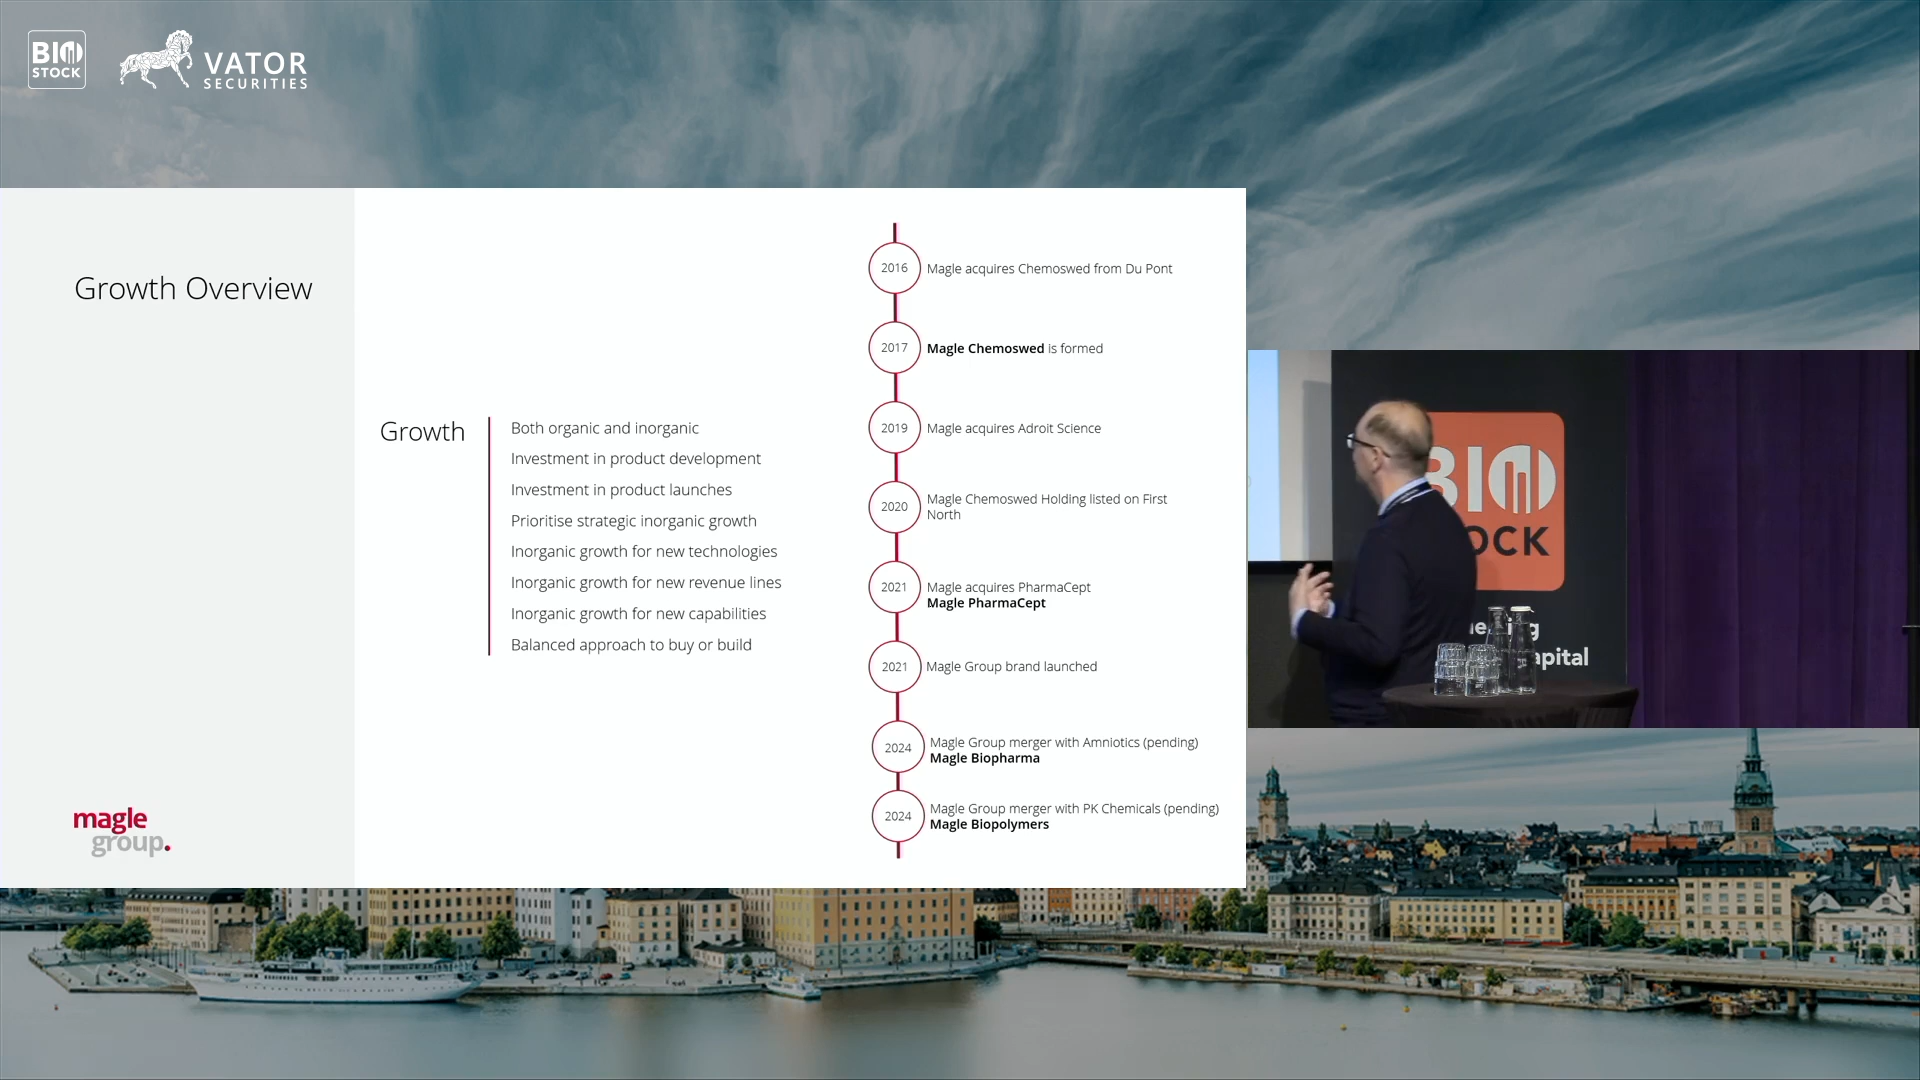 BIO
STOCK
VATOR
SECURITIES
Growth Overview
Growth
Both organic and inorganic
Investment in product development
Investment in product launches
Prioritise strategic inorganic growth
Inorganic growth for new technologies
Inorganic growth for new revenue lines
Inorganic growth for new capabilities
Balanced approach to buy or build
2016
Magle acquires Chemoswed from Du Pont
2017
Magle Chemoswed is formed
2019
Magle acquires Adroit Science
2020
Magle Chemoswed Holding listed on First
North
2021
Magle acquires PharmaCept
Magle PharmaCept
2021
Magle Group brand launched
2024
Magle Group merger with Amniotics (pending)
Magle Biopharma
2024
Magle Group merger with PK Chemicals (pending)
Magle Biopolymers
magle
group.
BIO
OCK
apital